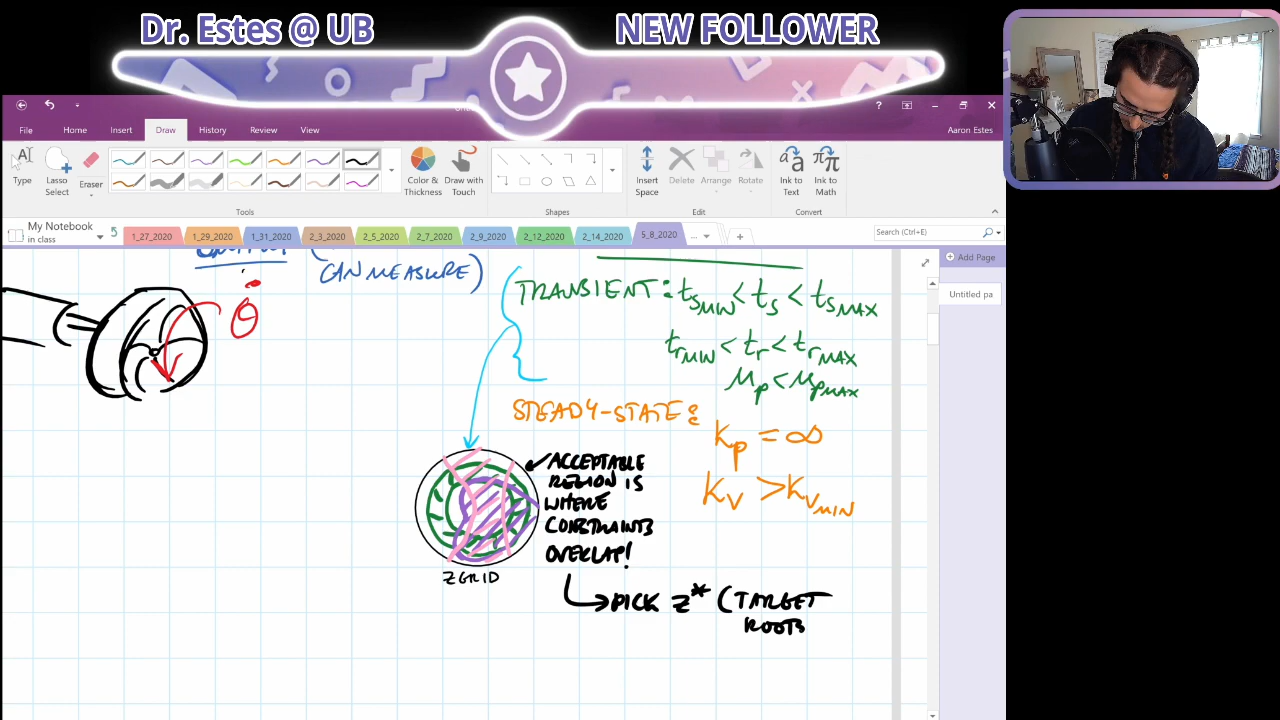 Dr. Estes @ UB
NEW FOLLOWER
Aaron Estes
File Home Insert Draw History Review View
Type
Lasso Select
Eraser
Color & Thickness
Draw with Touch
Insert Space
Delete
Arrange
Rotate
Ink to Text
Ink to Math
Tools
Shapes
Edit
Convert
My Notebook
in class
1_27_2020 1_29_2020 1_31_2020 2_3_2020 2_5_2020 2_7_2020 2_9_2020 2_12_2020 2_14_2020 5_8_2020 ...
Search (Ctrl+E)
Add Page
Untitled pa
CAN MEASURE)
θ
TRANSIENT: tsMIN < ts < tsMAX
trMIN < tr < trMAX
Mp < MpMAX
STEADY-STATE:
Kp = ∞
Kv > KvMIN
ACCEPTABLE
REGION IS
WHERE
CONSTRAINTS
OVERLAP!
ZGRID
PICK Z* (TARGET
ROOTS